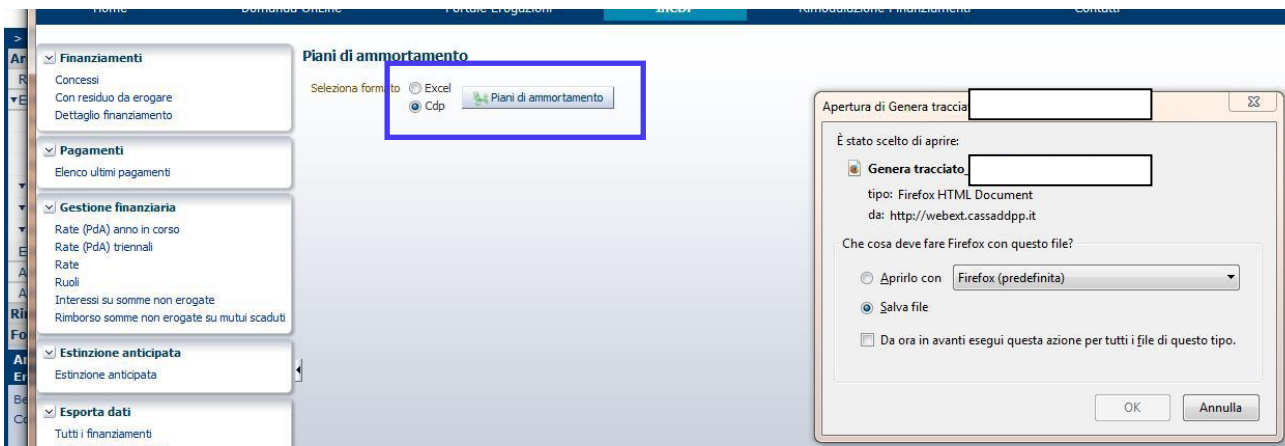 Home Domanda OnLine Portale Erogazioni InCDP Rimodulazione Finanziamenti Contatti
>
Finanziamenti
Concessi
Con residuo da erogare
Dettaglio finanziamento
Pagamenti
Elenco ultimi pagamenti
Gestione finanziaria
Rate (PdA) anno in corso
Rate (PdA) triennali
Rate
Ruoli
Interessi su somme non erogate
Rimborso somme non erogate su mutui scaduti
Estinzione anticipata
Estinzione anticipata
Esporta dati
Tutti i finanziamenti
Piani di ammortamento
Seleziona formato Excel
Cdp
Piani di ammortamento
Apertura di Genera traccia
È stato scelto di aprire:
Genera tracciato_
tipo: Firefox HTML Document
da: http://webext.cassaddpp.it
Che cosa deve fare Firefox con questo file?
Aprirlo con Firefox (predefinita)
Salva file
Da ora in avanti esegui questa azione per tutti i file di questo tipo.
OK Annulla